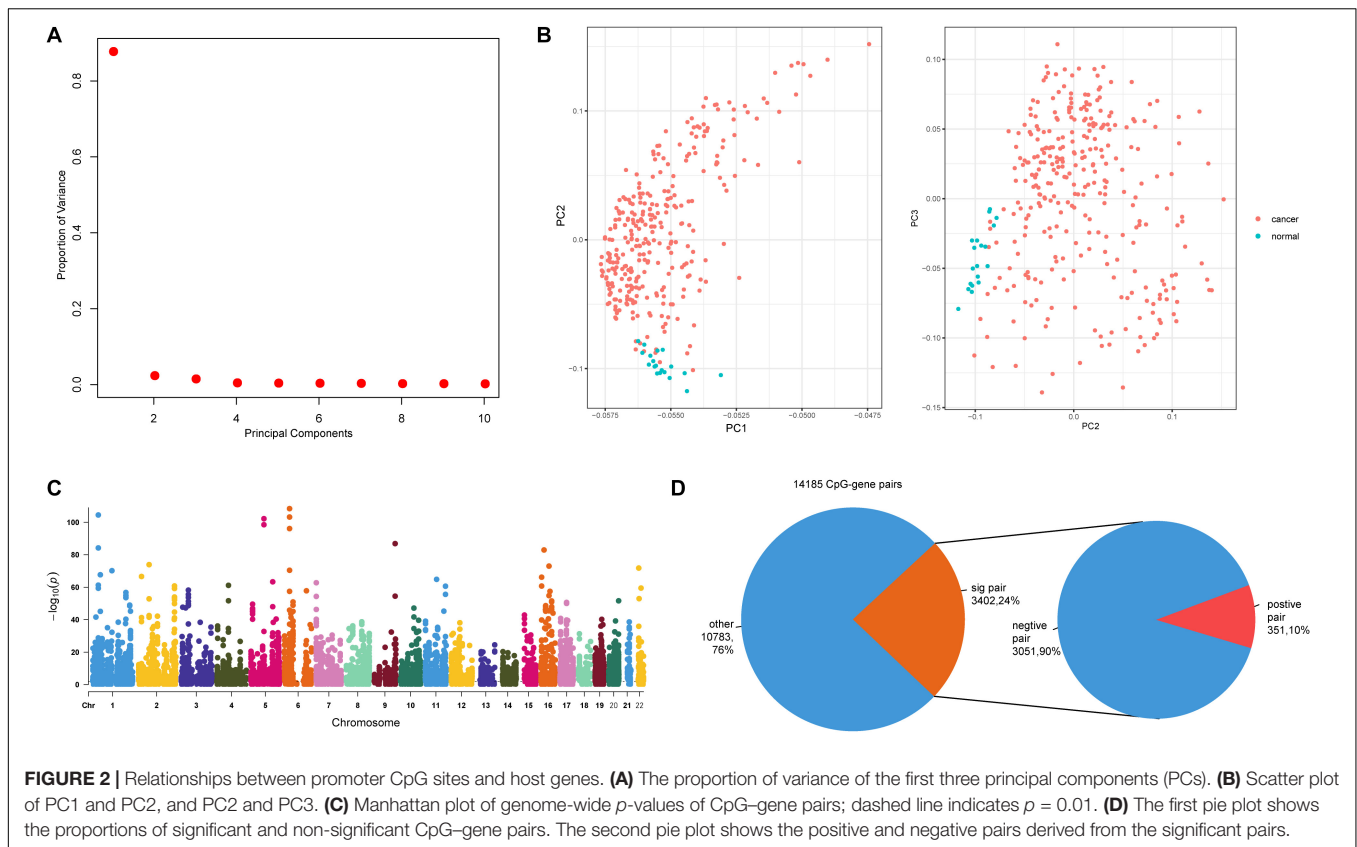 A
Proportion of Variance
0.8
0.6
0.4
0.2
0.0
2 4 6 8 10
Principal Components
B
PC2
0.1
0.0
−0.1
−0.0575 −0.0550 −0.0525 −0.0500 −0.0475
PC1
PC3
0.10
0.05
0.00
−0.05
−0.10
−0.15
−0.1 0.0 0.1
PC2
cancer
normal
C
−log10(p)
100
80
60
40
20
0
Chr 1 2 3 4 5 6 7 8 9 10 11 12 13 14 15 16 17 18 19 20 21 22
Chromosome
D
14185 CpG-gene pairs
other
10783,
76%
sig pair
3402,24%
negtive
pair
3051,90%
postive
pair
351,10%
FIGURE 2 | Relationships between promoter CpG sites and host genes. (A) The proportion of variance of the first three principal components (PCs). (B) Scatter plot
of PC1 and PC2, and PC2 and PC3. (C) Manhattan plot of genome-wide p-values of CpG–gene pairs; dashed line indicates p = 0.01. (D) The first pie plot shows
the proportions of significant and non-significant CpG–gene pairs. The second pie plot shows the positive and negative pairs derived from the significant pairs.